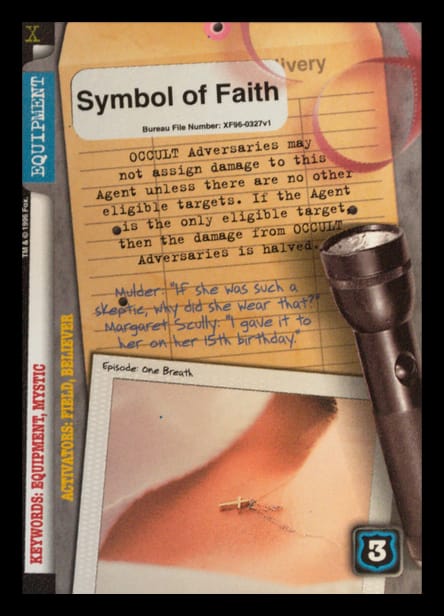 X
EQUIPMENT
TM & © 1996 Fox.
KEYWORDS: EQUIPMENT, MYSTIC
ACTIVATORS: FIELD, BELIEVER
ivery
Symbol of Faith
Bureau File Number: XF96-0327v1
OCCULT Adversaries may
not assign damage to this
Agent unless there are no other
eligible targets. If the Agent
is the only eligible target,
then the damage from OCCULT
Adversaries is halved.
Mulder: "If she was such a
skeptic, why did she wear that?"
Margaret Scully: "I gave it to
her on her 15th birthday."
Episode: One Breath
3